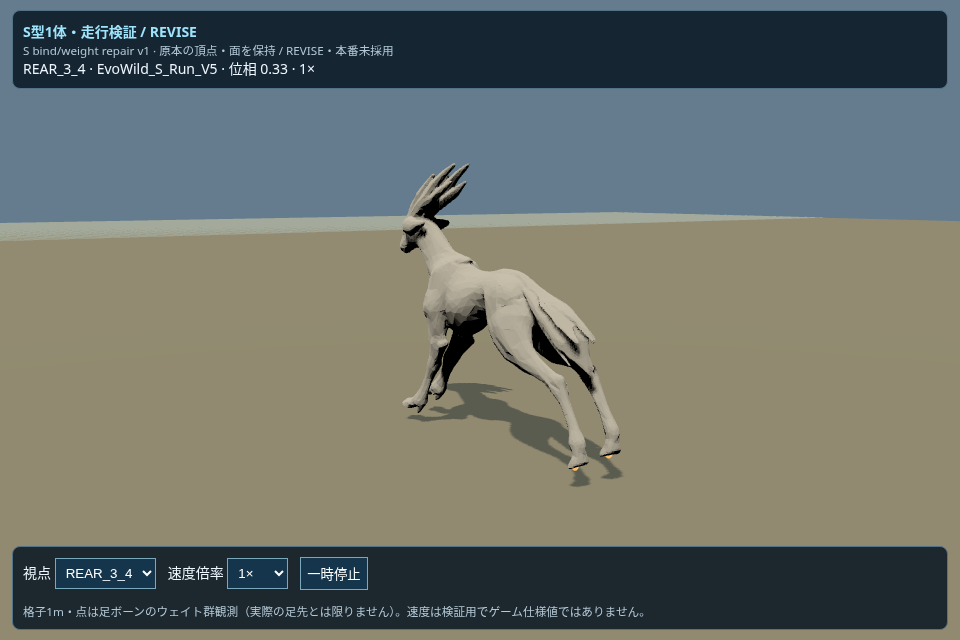 S型1体・走行検証 / REVISE
S bind/weight repair v1 · 原本の頂点・面を保持 / REVISE・本番未採用
REAR_3_4 · EvoWild_S_Run_V5 · 位相 0.33 · 1×
視点 REAR_3_4 速度倍率 1× 一時停止
格子1m・点は足ボーンのウェイト群観測（実際の足先とは限りません）。速度は検証用でゲーム仕様値ではありません。